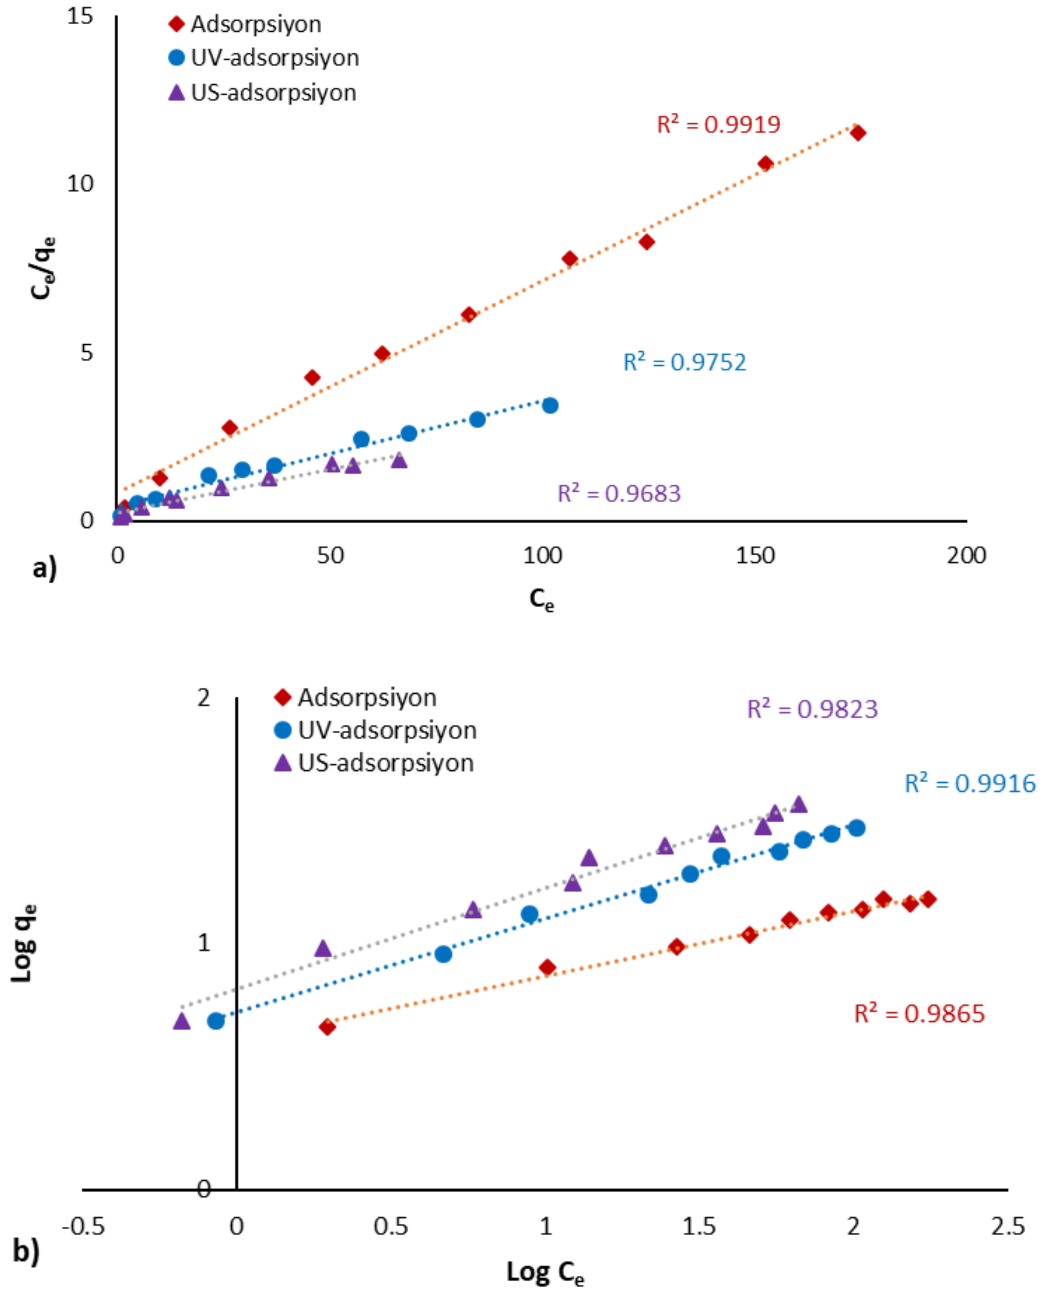 15
Adsorpsiyon
UV-adsorpsiyon
US-adsorpsiyon
R² = 0.9919
10
Cₑ/qₑ
R² = 0.9752
5
R² = 0.9683
0
0 50 100 150 200
a)
Cₑ
2
Adsorpsiyon
UV-adsorpsiyon
US-adsorpsiyon
R² = 0.9823
R² = 0.9916
1
Log qₑ
R² = 0.9865
0
-0.5 0 0.5 1 1.5 2 2.5
b)
Log Cₑ